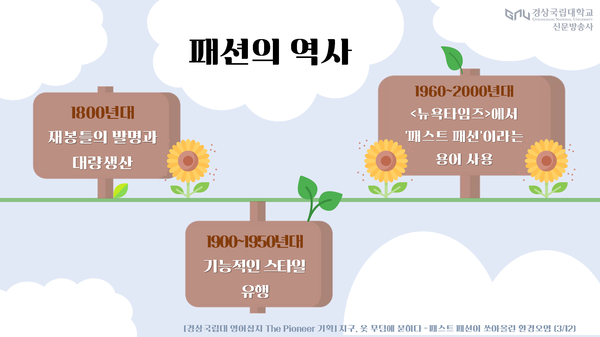 경상국립대학교
신문방송사
패션의 역사
1800년대
재봉틀의 발명과
대량생산
1960~2000년대
<뉴욕타임즈>에서
'패스트 패션'이라는
용어 사용
1900~1950년대
기능적인 스타일
유행
[경상국립대 영어잡지 The Pioneer 기획] 지구, 옷 무덤에 묻히다 - 패스트 패션이 쏘아올린 환경오염 (3/12)